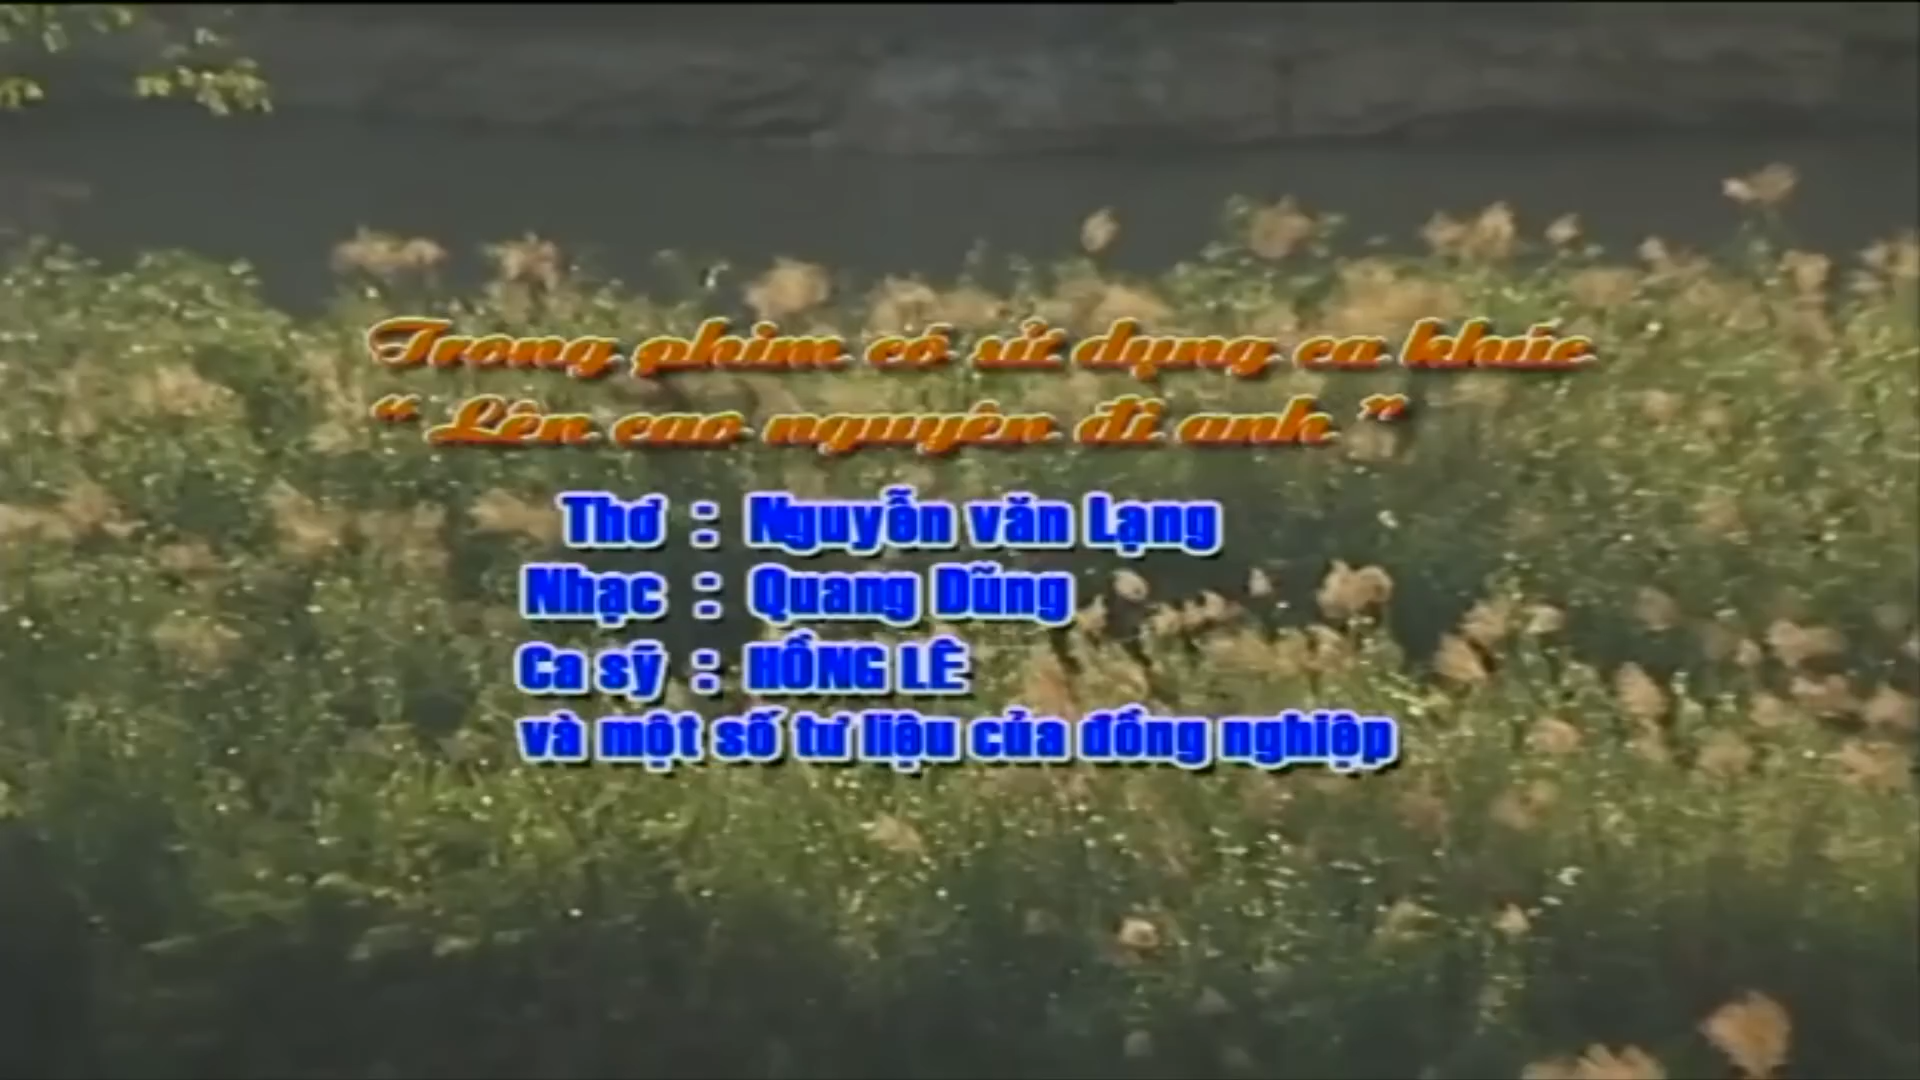 Trong phim có sử dụng ca khúc
“ Lên cao nguyên đi anh ”
Thơ : Nguyễn văn Lạng
Nhạc : Quang Dũng
Ca sỹ : HỒNG LÊ
và một số tư liệu của đồng nghiệp